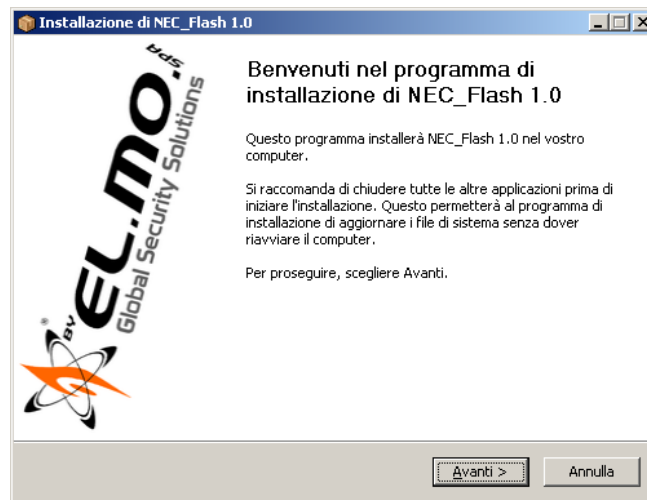 Installazione di NEC_Flash 1.0
BY EL.MO. SPA
Global Security Solutions
®
Benvenuti nel programma di
installazione di NEC_Flash 1.0
Questo programma installerà NEC_Flash 1.0 nel vostro
computer.
Si raccomanda di chiudere tutte le altre applicazioni prima di
iniziare l'installazione. Questo permetterà al programma di
installazione di aggiornare i file di sistema senza dover
riavviare il computer.
Per proseguire, scegliere Avanti.
Avanti >
Annulla